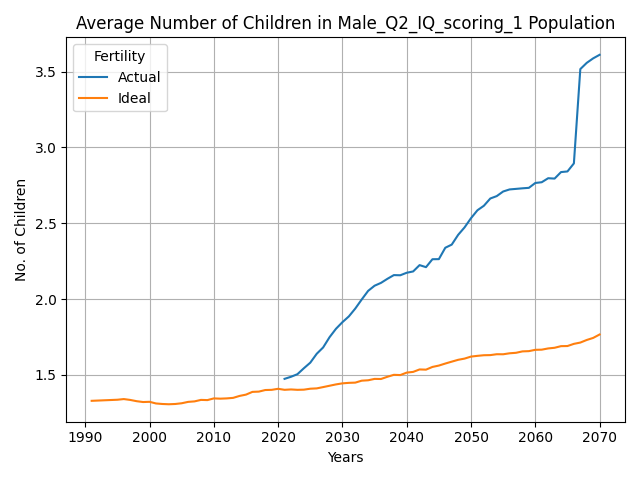 Average Number of Children in Male_Q2_IQ_scoring_1 Population
Fertility
Actual
Ideal
3.5
3.0
2.5
2.0
1.5
No. of Children
1990 2000 2010 2020 2030 2040 2050 2060 2070
Years